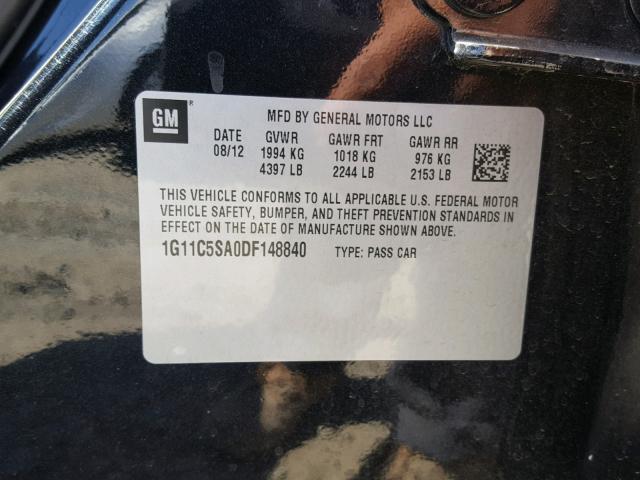 GM ®
MFD BY GENERAL MOTORS LLC
DATE GVWR GAWR FRT GAWR RR
08/12 1994 KG 1018 KG 976 KG
4397 LB 2244 LB 2153 LB
THIS VEHICLE CONFORMS TO ALL APPLICABLE U.S. FEDERAL MOTOR
VEHICLE SAFETY, BUMPER, AND THEFT PREVENTION STANDARDS IN
EFFECT ON THE DATE OF MANUFACTURE SHOWN ABOVE.
1G11C5SA0DF148840 TYPE: PASS CAR